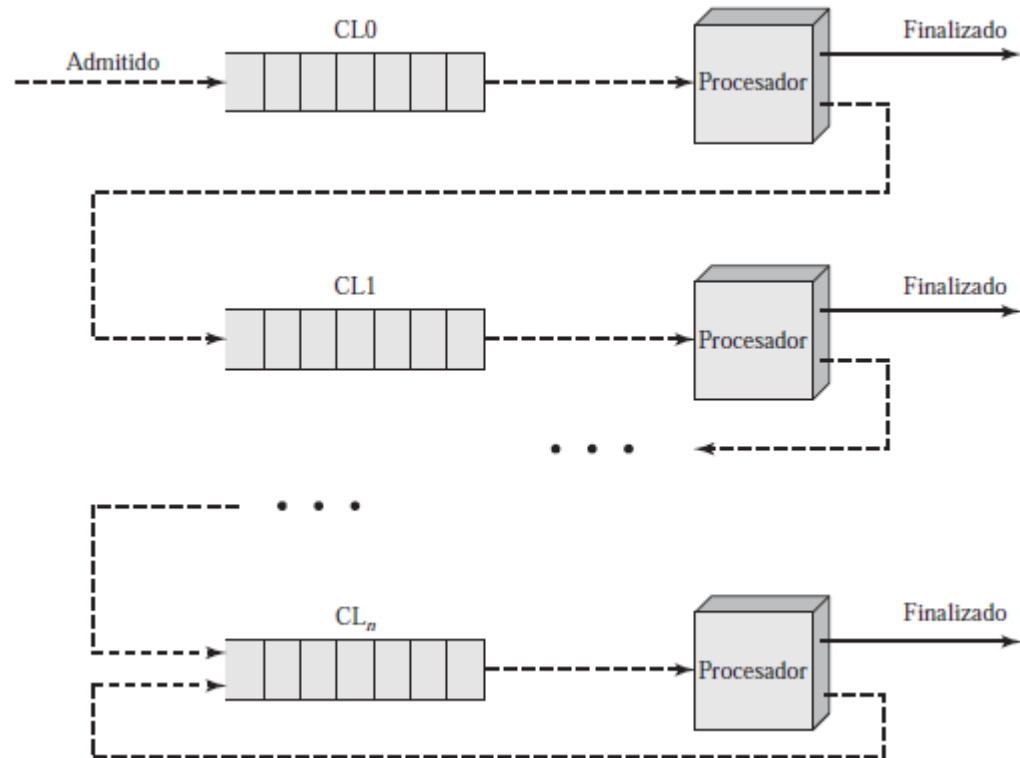 CL0
Finalizado
Admitido
Procesador
CL1
Finalizado
Procesador
CLn
Finalizado
Procesador